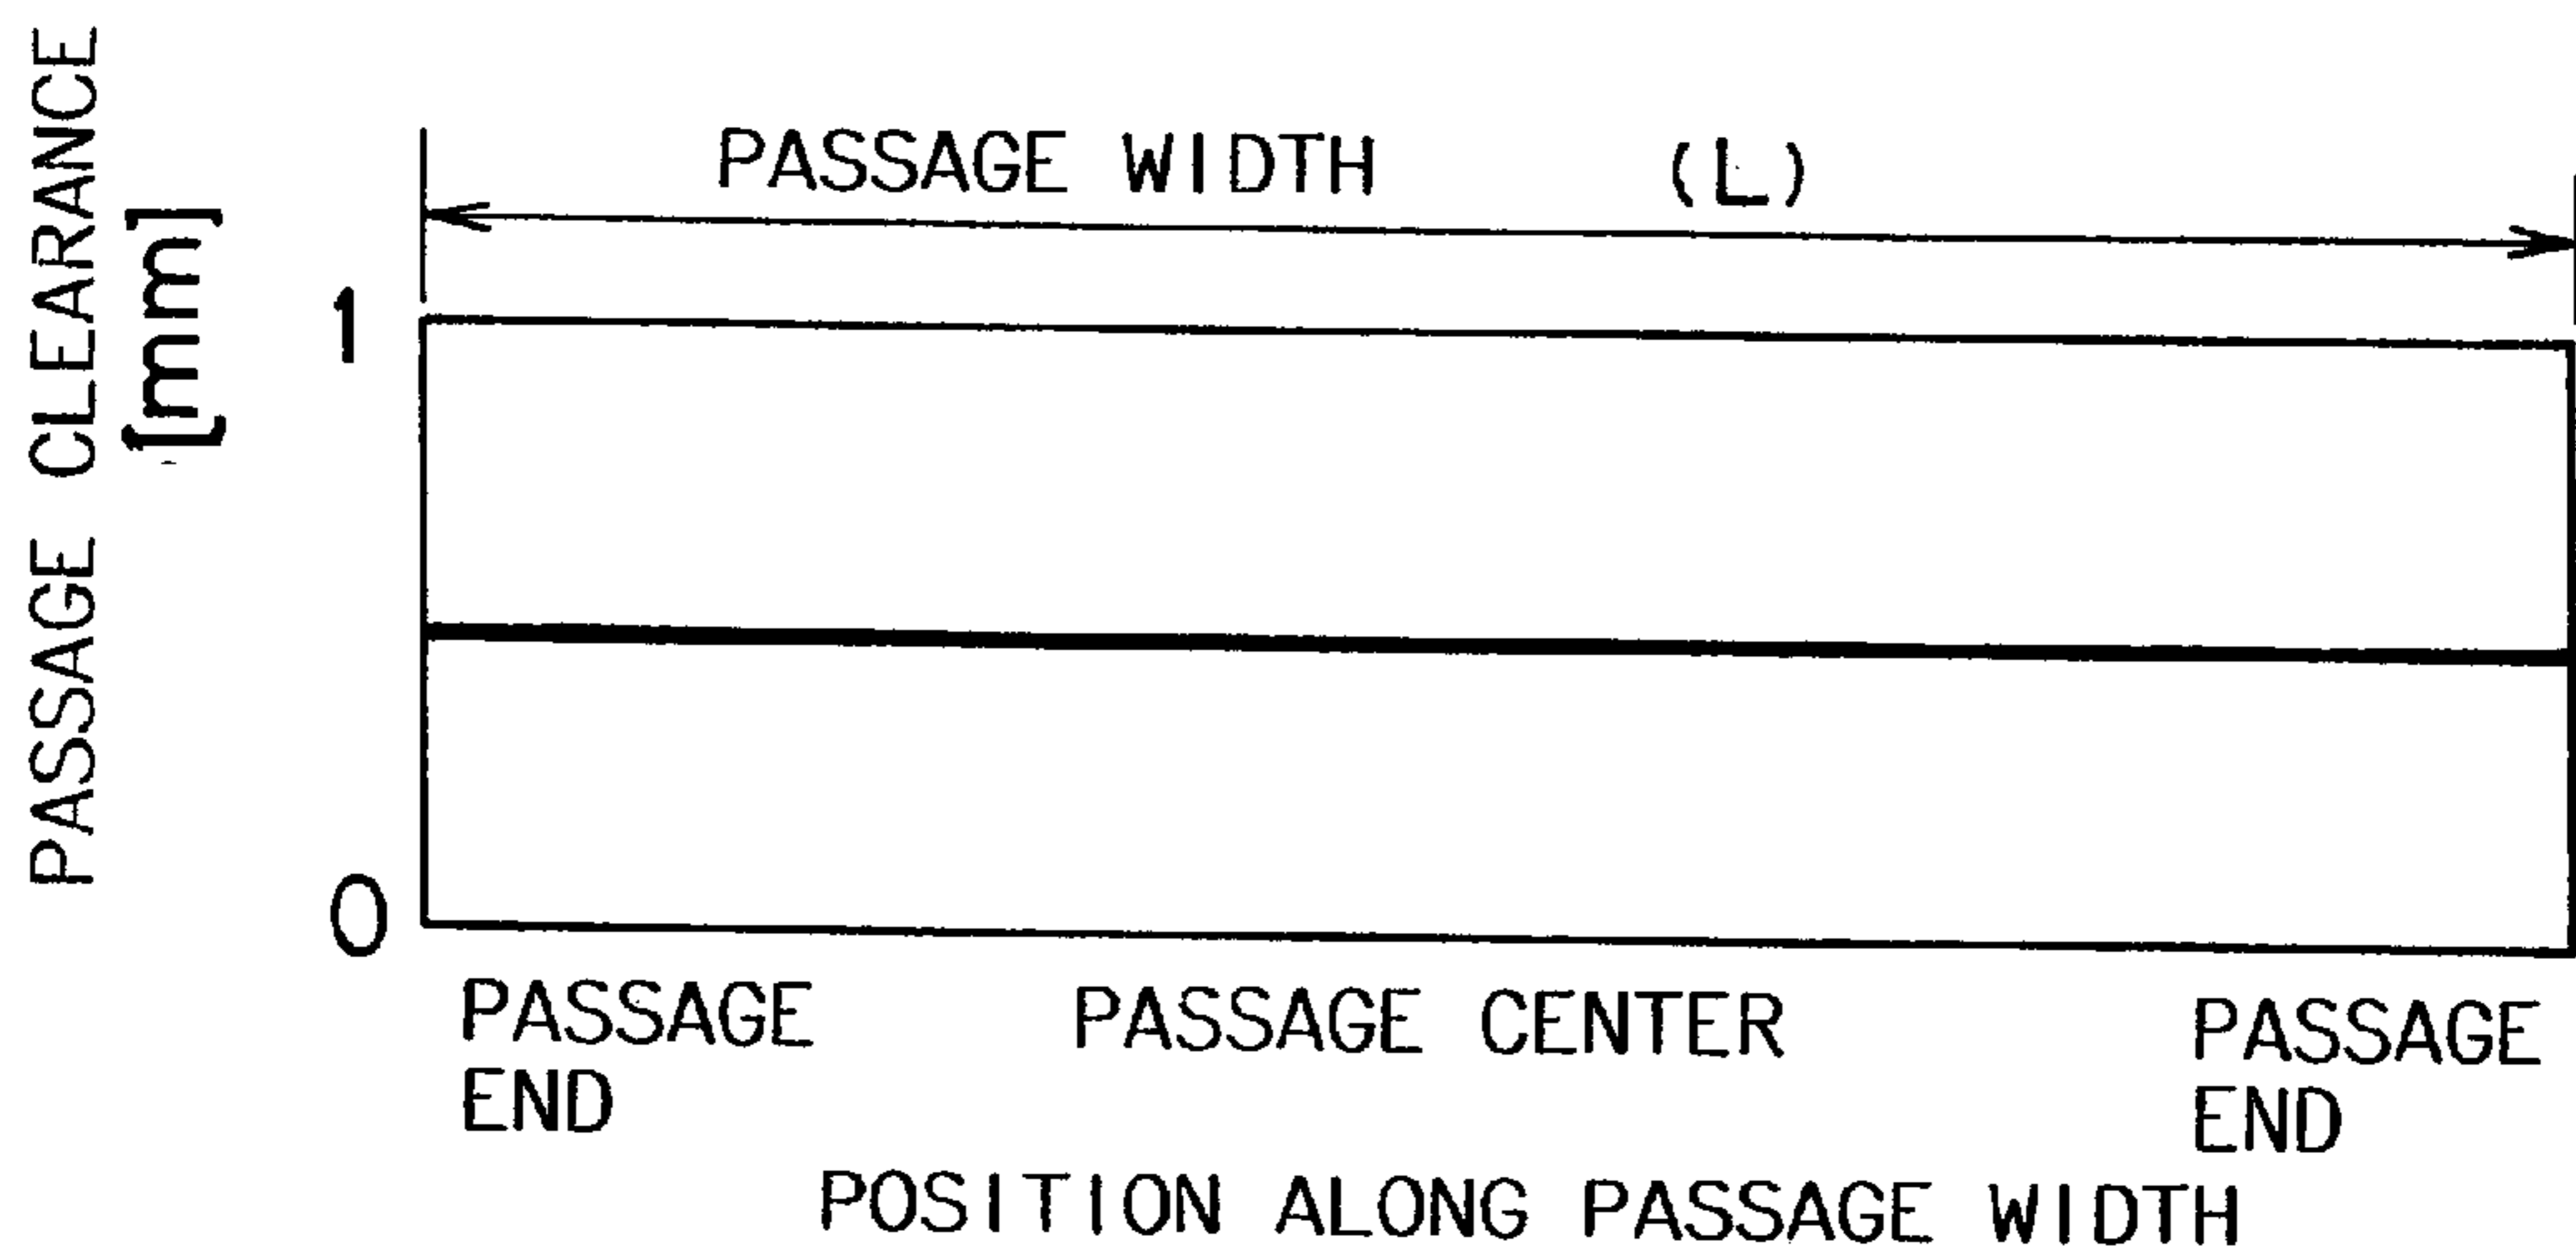 PASSAGE CLEARANCE
[mm]
PASSAGE WIDTH (L)
1
0
PASSAGE END
PASSAGE CENTER
PASSAGE END
POSITION ALONG PASSAGE WIDTH